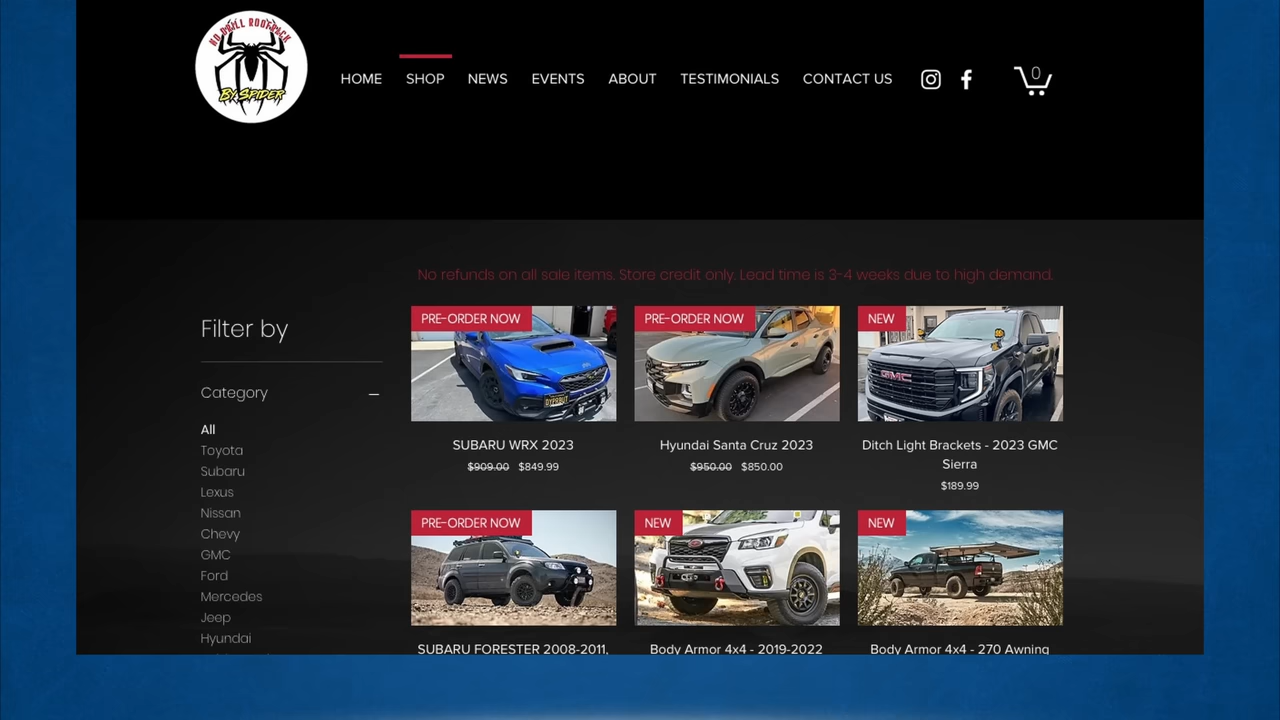 NO DRILL ROOFRACK
BY SPIDER
HOME SHOP NEWS EVENTS ABOUT TESTIMONIALS CONTACT US 0
No refunds on all sale items. Store credit only. Lead time is 3-4 weeks due to high demand.
Filter by
Category
All
Toyota
Subaru
Lexus
Nissan
Chevy
GMC
Ford
Mercedes
Jeep
Hyundai
PRE-ORDER NOW
SUBARU WRX 2023
$909.00 $849.99
PRE-ORDER NOW
Hyundai Santa Cruz 2023
$950.00 $850.00
NEW
GMC
Ditch Light Brackets - 2023 GMC
Sierra
$189.99
PRE-ORDER NOW
SUBARU FORESTER 2008-2011,
NEW
Body Armor 4x4 - 2019-2022
NEW
Body Armor 4x4 - 270 Awning